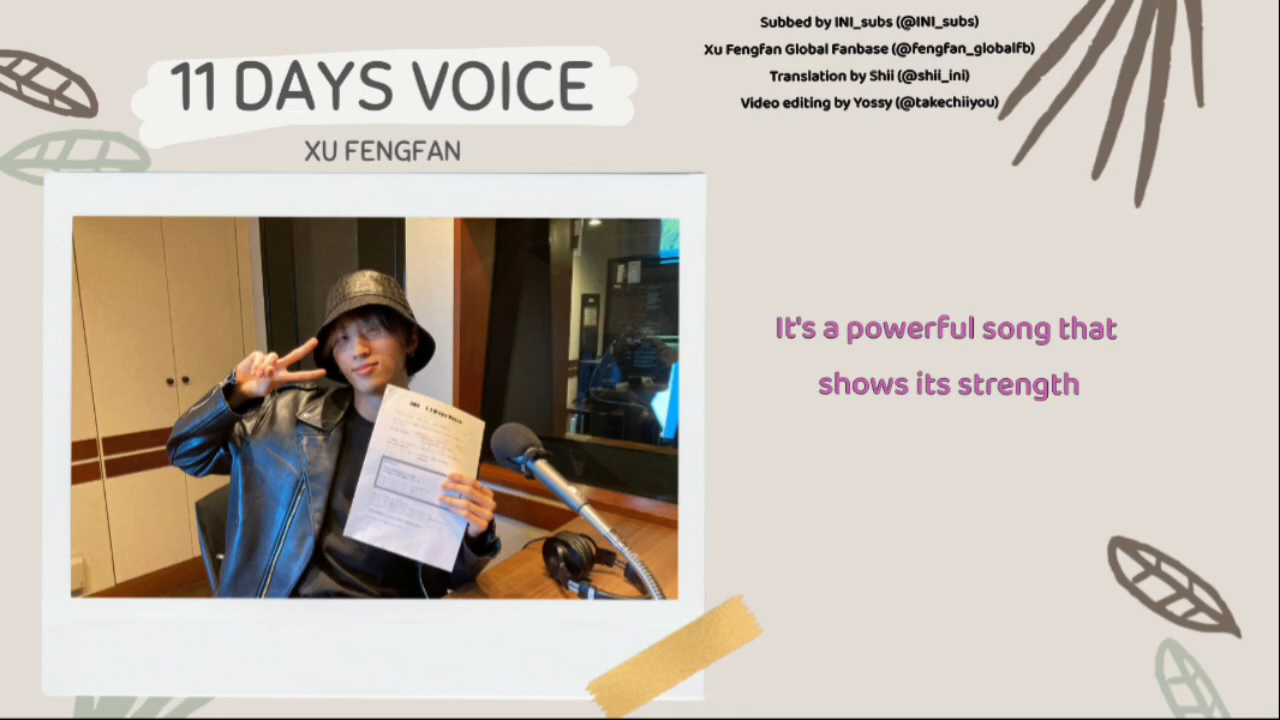 Subbed by INI_subs (@INI_subs)
Xu Fengfan Global Fanbase (@fengfan_globalfb)
Translation by Shii (@shii_ini)
Video editing by Yossy (@takechiiyou)
11 DAYS VOICE
XU FENGFAN
It's a powerful song that
shows its strength